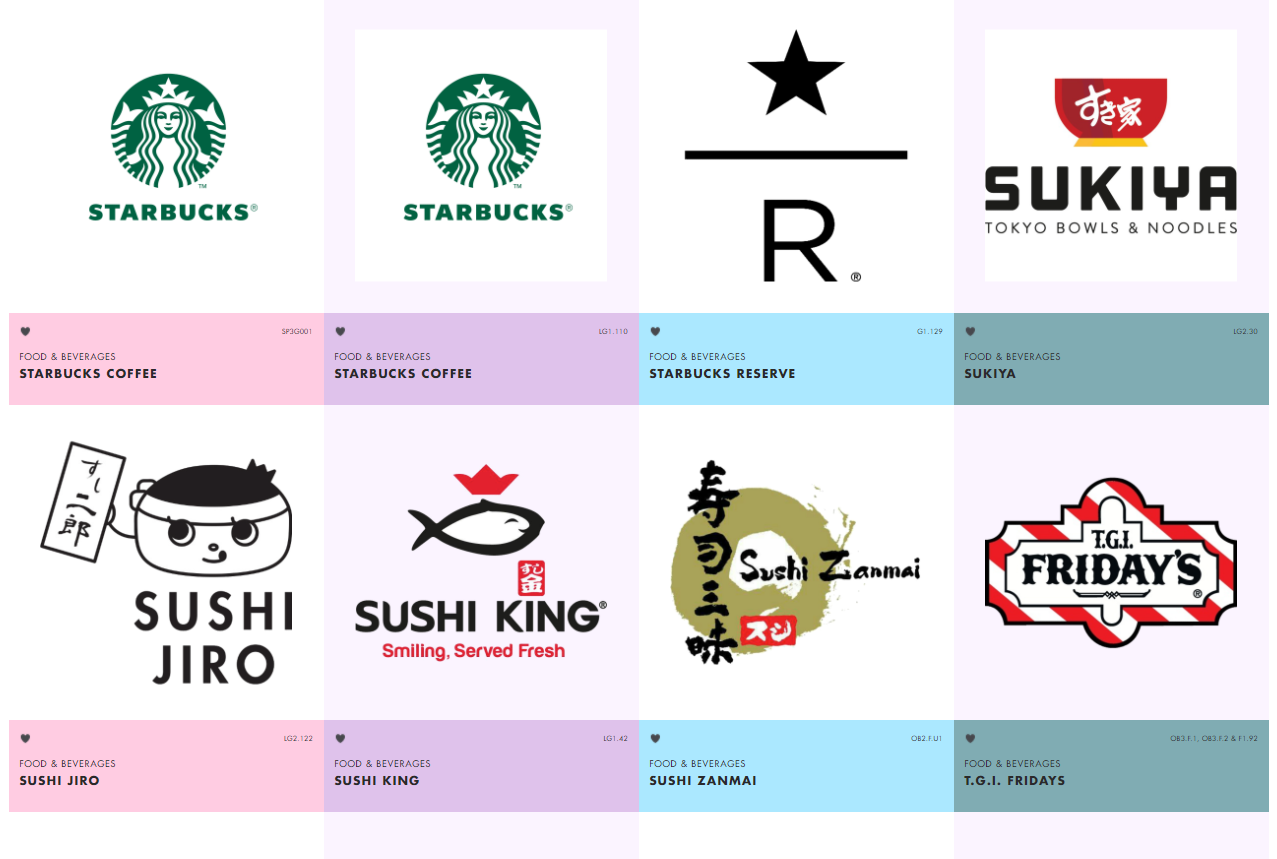 STARBUCKS®
TM
STARBUCKS®
TM
R®
すき家
SUKIYA
TOKYO BOWLS & NOODLES
SP3G001
FOOD & BEVERAGES
STARBUCKS COFFEE
LG1.110
FOOD & BEVERAGES
STARBUCKS COFFEE
G1.129
FOOD & BEVERAGES
STARBUCKS RESERVE
LG2.30
FOOD & BEVERAGES
SUKIYA
すし二郎
SUSHI
JIRO
すし金
SUSHI KING®
Smiling, Served Fresh
寿司三味
Sushi Zanmai
スシ
T.G.I.
FRIDAY'S®
LG2.122
FOOD & BEVERAGES
SUSHI JIRO
LG1.42
FOOD & BEVERAGES
SUSHI KING
OB2.F.U1
FOOD & BEVERAGES
SUSHI ZANMAI
OB3.F.1, OB3.F.2 & F1.92
FOOD & BEVERAGES
T.G.I. FRIDAYS